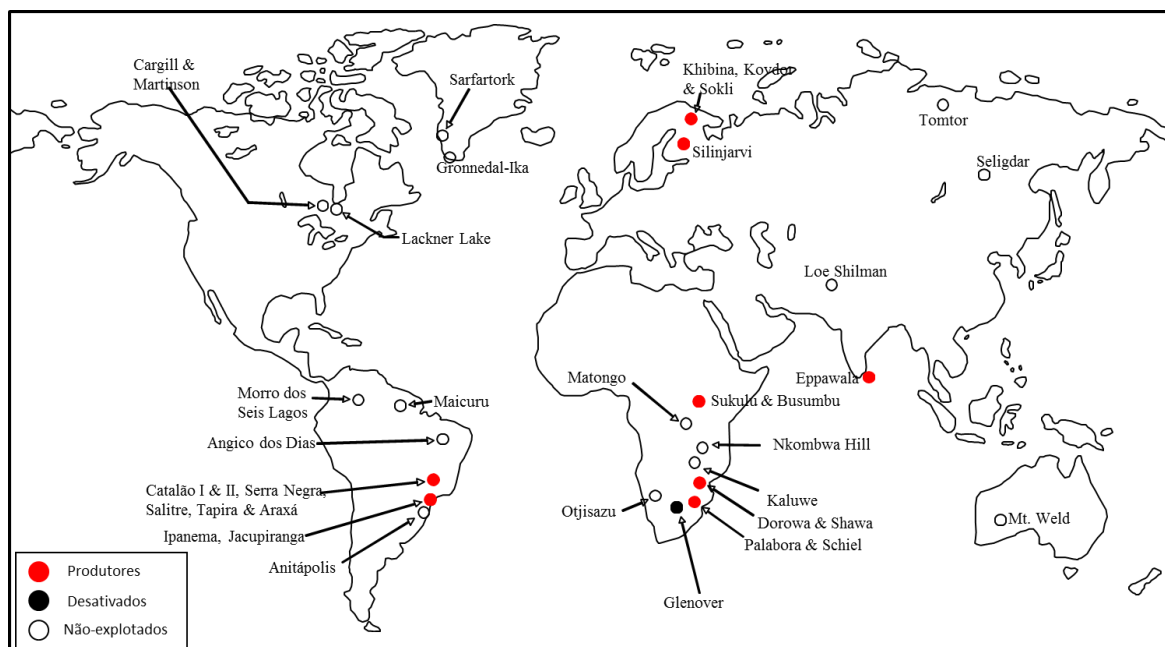 Cargill &
Martinson
Sarfartork
Gronnedal-Ika
Lackner Lake
Khibina, Kovdor
& Sokli
Silinjarvi
Tomtor
Seligdar
Loe Shilman
Eppawala
Morro dos
Seis Lagos
Maicuru
Angico dos Dias
Catalão I & II, Serra Negra,
Salitre, Tapira & Araxá
Ipanema, Jacupiranga
Anitápolis
Matongo
Sukulu & Busumbu
Nkombwa Hill
Kaluwe
Otjisazu
Dorowa & Shawa
Palabora & Schiel
Glenover
Mt. Weld
Produtores
Desativados
Não-explotados